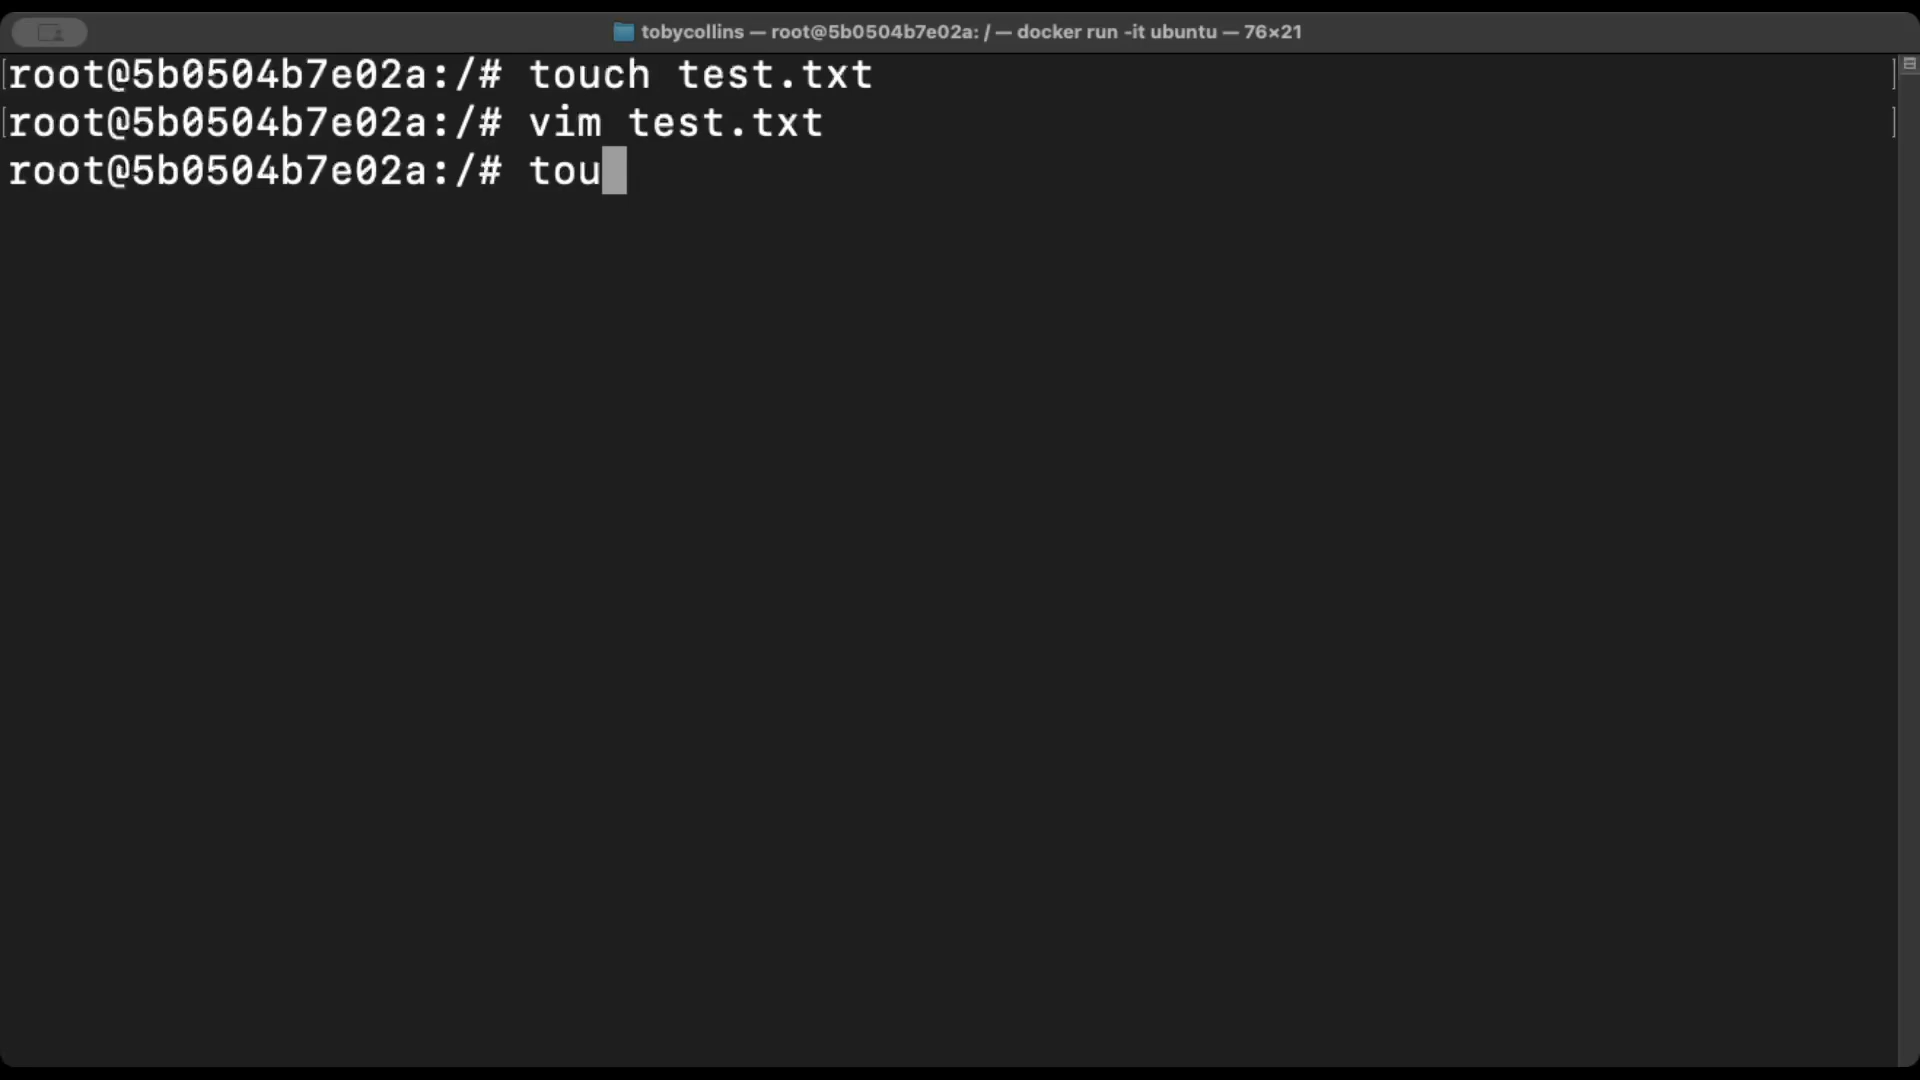 tobycollins — root@5b0504b7e02a: / — docker run -it ubuntu — 76×21
root@5b0504b7e02a:/# touch test.txt
root@5b0504b7e02a:/# vim test.txt
root@5b0504b7e02a:/# tou